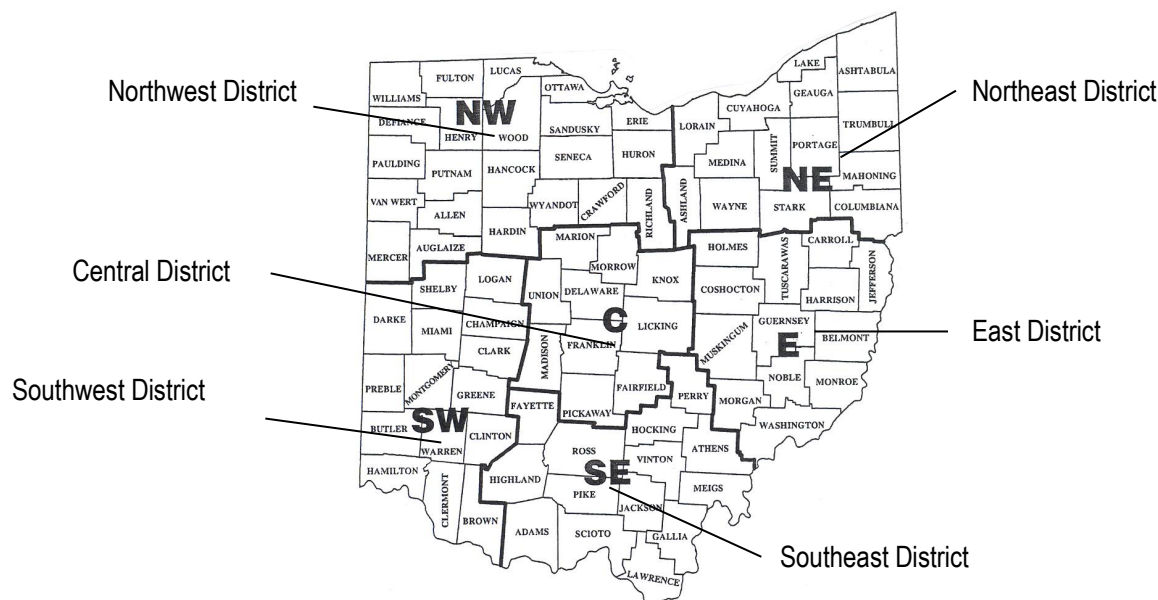 LAKE
ASHTABULA
LUCAS
FULTON
OTTAWA
GEAUGA
Northwest District
WILLIAMS
NW
CUYAHOGA
Northeast District
DEFIANCE
HENRY
WOOD
SANDUSKY
ERIE
LORAIN
TRUMBULL
SUMMIT
PORTAGE
PAULDING
PUTNAM
HANCOCK
SENECA
HURON
MEDINA
NE
MAHONING
VAN WERT
ALLEN
WYANDOT
CRAWFORD
RICHLAND
ASHLAND
WAYNE
STARK
COLUMBIANA
MERCER
AUGLAIZE
HARDIN
MARION
HOLMES
CARROLL
Central District
LOGAN
MORROW
KNOX
TUSCARAWAS
JEFFERSON
SHELBY
UNION
DELAWARE
COSHOCTON
HARRISON
DARKE
MIAMI
CHAMPAIGN
C
LICKING
MUSKINGUM
GUERNSEY
BELMONT
East District
CLARK
MADISON
FRANKLIN
E
Southwest District
PREBLE
MONTGOMERY
GREENE
FAIRFIELD
PERRY
NOBLE
MONROE
FAYETTE
PICKAWAY
MORGAN
WASHINGTON
BUTLER
SW
WARREN
CLINTON
HOCKING
ROSS
ATHENS
HAMILTON
HIGHLAND
SE
VINTON
PIKE
MEIGS
CLERMONT
BROWN
ADAMS
SCIOTO
JACKSON
GALLIA
Southeast District
LAWRENCE